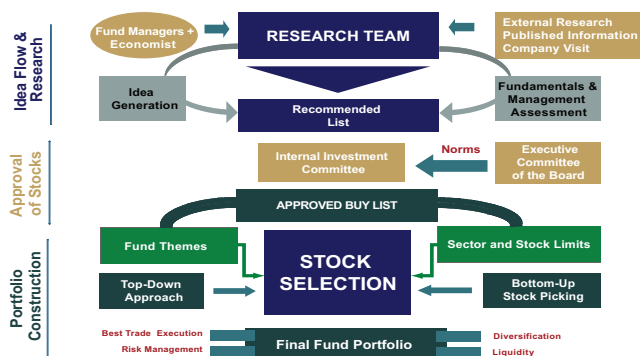 Idea Flow &
Research
Fund Managers +
Economist
RESEARCH TEAM
External Research
Published Information
Company Visit
Idea
Generation
Recommended
List
Fundamentals &
Management
Assessment
Approval
of Stocks
Internal Investment
Committee
Norms
Executive
Committee
of the Board
APPROVED BUY LIST
Portfolio
Construction
Fund Themes
STOCK
SELECTION
Sector and Stock Limits
Top-Down
Approach
Bottom-Up
Stock Picking
Best Trade Execution
Risk Management
Final Fund Portfolio
Diversification
Liquidity